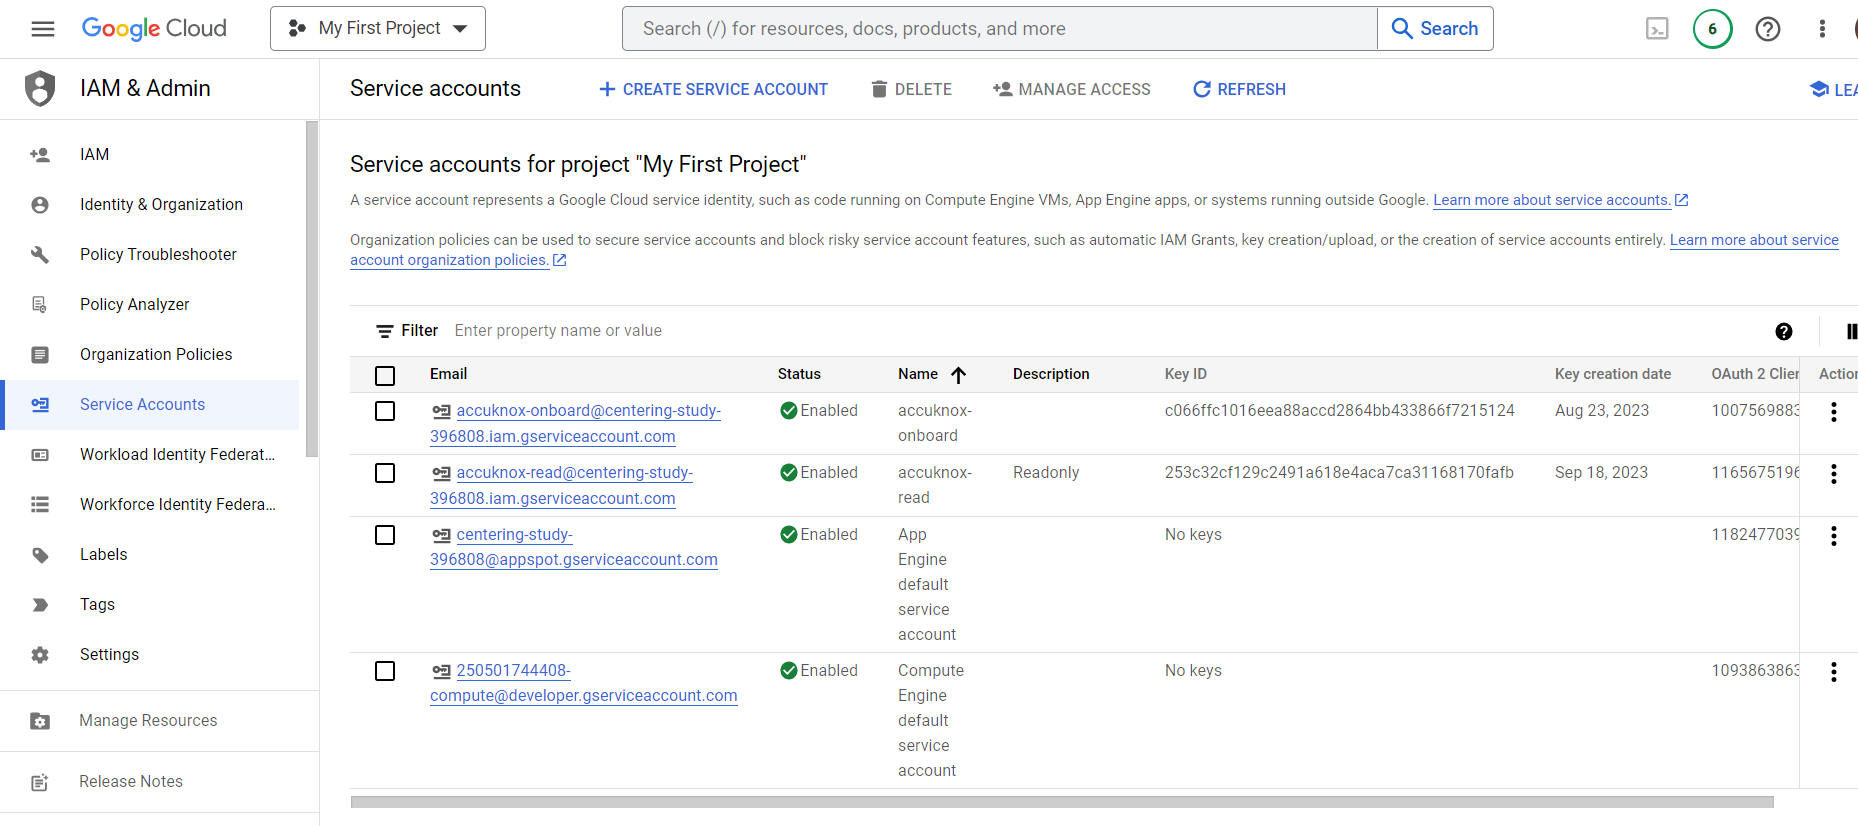 Google Cloud
My First Project
Search (/) for resources, docs, products, and more
Search
6
IAM & Admin
Service accounts
CREATE SERVICE ACCOUNT
DELETE
MANAGE ACCESS
REFRESH
LEA
IAM
Identity & Organization
Policy Troubleshooter
Policy Analyzer
Organization Policies
Service Accounts
Workload Identity Federat...
Workforce Identity Federa...
Labels
Tags
Settings
Manage Resources
Release Notes
Service accounts for project "My First Project"
A service account represents a Google Cloud service identity, such as code running on Compute Engine VMs, App Engine apps, or systems running outside Google. Learn more about service accounts.
Organization policies can be used to secure service accounts and block risky service account features, such as automatic IAM Grants, key creation/upload, or the creation of service accounts entirely. Learn more about service
account organization policies.
Filter Enter property name or value
Email Status Name Description Key ID Key creation date OAuth 2 Clier Action
accuknox-onboard@centering-study- Enabled accuknox- c066ffc1016eea88accd2864bb433866f7215124 Aug 23, 2023 1007569883
396808.iam.gserviceaccount.com onboard
accuknox-read@centering-study- Enabled accuknox- Readonly 253c32cf129c2491a618e4aca7ca31168170fafb Sep 18, 2023 1165675196
396808.iam.gserviceaccount.com read
centering-study- Enabled App No keys 1182477039
396808@appspot.gserviceaccount.com Engine
default
service
account
250501744408- Enabled Compute No keys 1093863863
compute@developer.gserviceaccount.com Engine
default
service
account